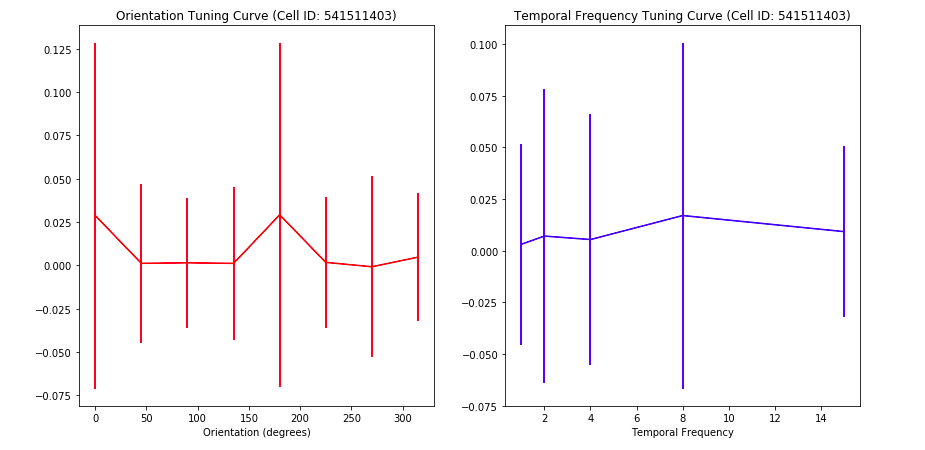 Orientation Tuning Curve (Cell ID: 541511403)
0.125
0.100
0.075
0.050
0.025
0.000
−0.025
−0.050
−0.075
0 50 100 150 200 250 300
Orientation (degrees)
Temporal Frequency Tuning Curve (Cell ID: 541511403)
0.100
0.075
0.050
0.025
0.000
−0.025
−0.050
−0.075
2 4 6 8 10 12 14
Temporal Frequency